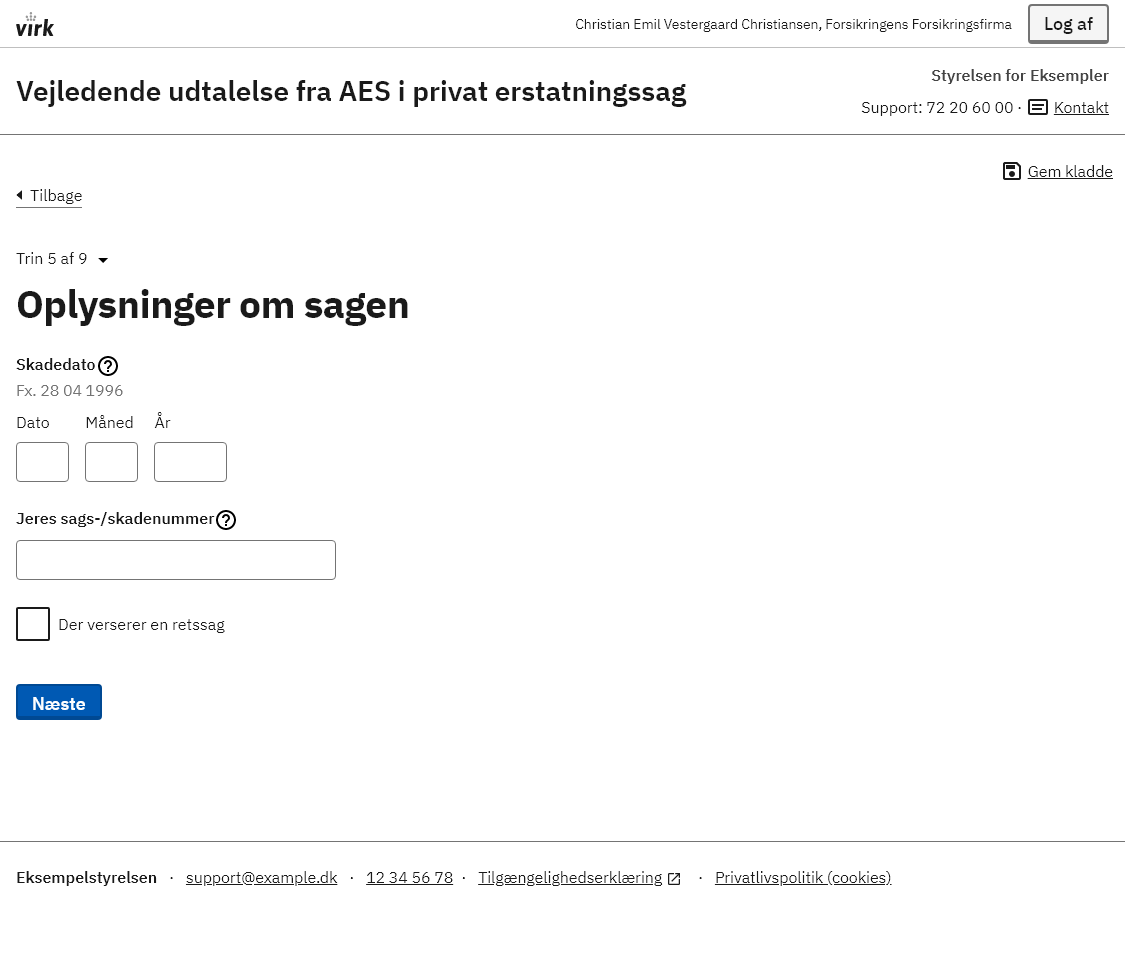 virk
Christian Emil Vestergaard Christiansen, Forsikringens Forsikringsfirma
Log af
Vejledende udtalelse fra AES i privat erstatningssag
Styrelsen for Eksempler
Support: 72 20 60 00 · Kontakt
Gem kladde
Tilbage
Trin 5 af 9
Oplysninger om sagen
Skadedato
Fx. 28 04 1996
Dato Måned År
Jeres sags-/skadenummer
Der verserer en retssag
Næste
Eksempelstyrelsen · support@example.dk · 12 34 56 78 · Tilgængelighedserklæring · Privatlivspolitik (cookies)